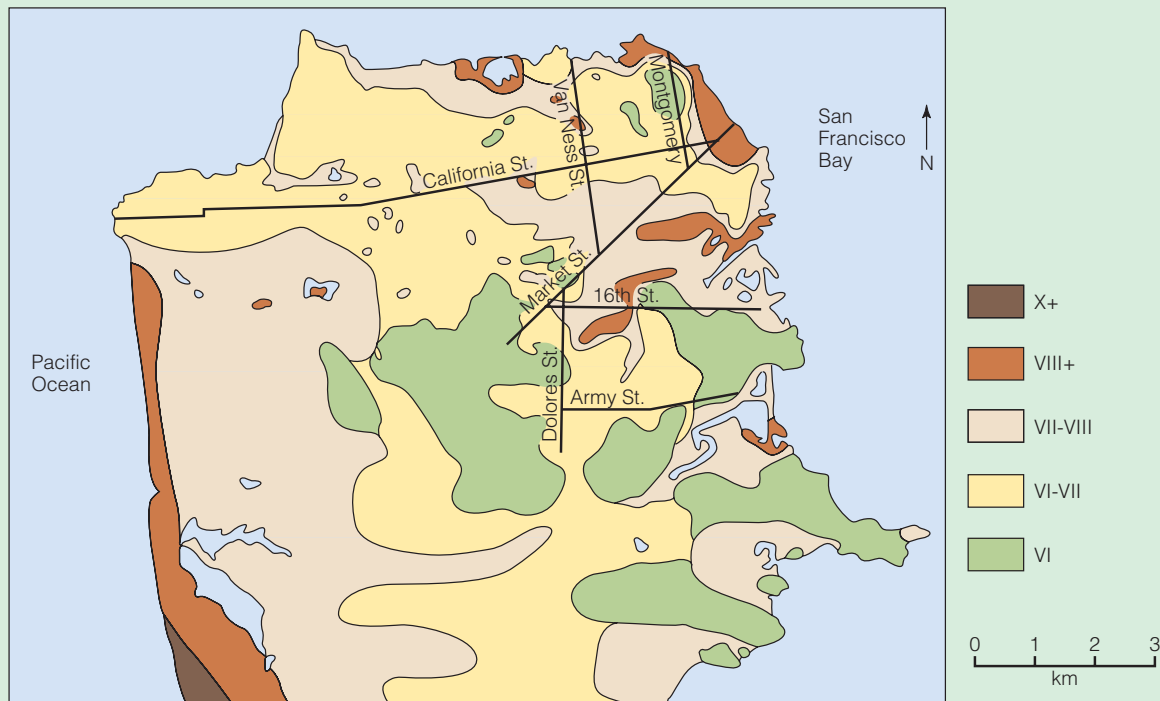 Van Ness St.
Montgomery
San
Francisco
Bay
N
California St.
Market St.
16th St.
Pacific
Ocean
Dolores St.
Army St.
X+
VIII+
VII-VIII
VI-VII
VI
0 1 2 3
km